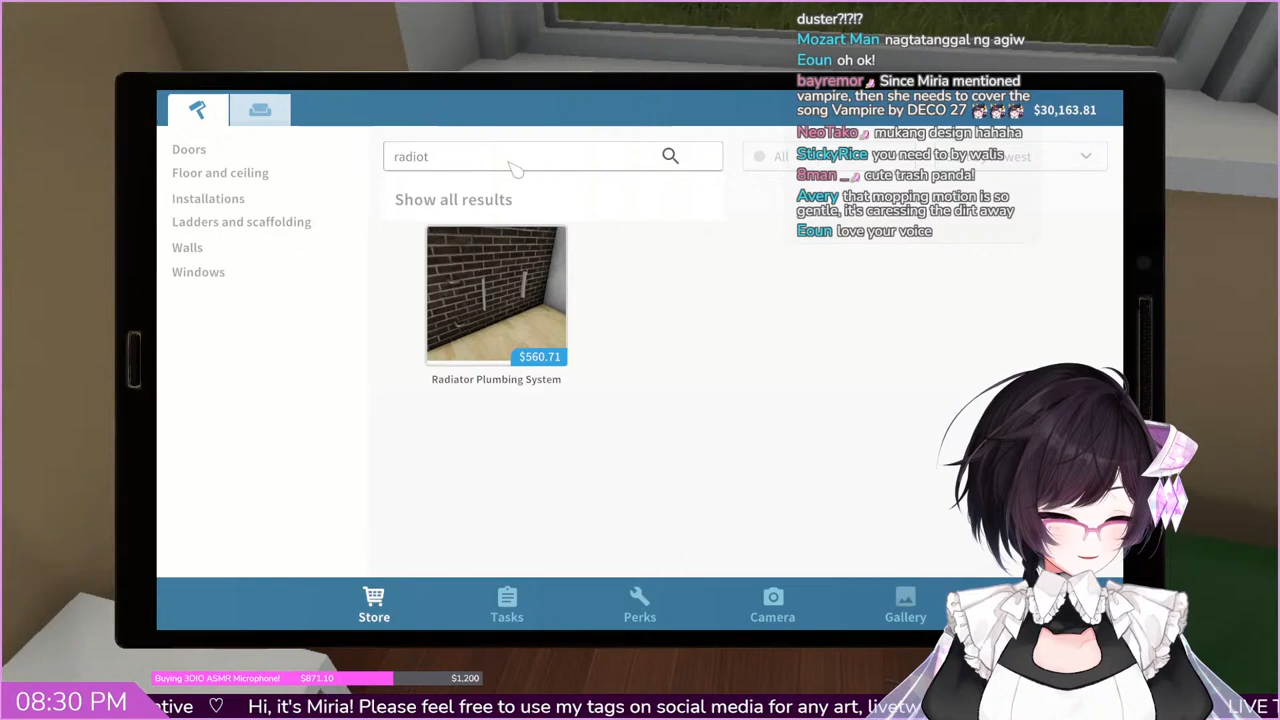 duster?!?!?
Mozart Man nagtatanggal ng agiw
Eoun oh ok!
bayremor Since Miria mentioned
vampire, then she needs to cover the
song Vampire by DECO 27
NeoTako mukang design hahaha
StickyRice you need to by walis
8man _ cute trash panda!
Avery that mopping motion is so
gentle, it's caressing the dirt away
Eoun love your voice
$30,163.81
Doors
Floor and ceiling
Installations
Ladders and scaffolding
Walls
Windows
radiot
All
Show all results
$560.71
Radiator Plumbing System
Store
Tasks
Perks
Camera
Gallery
Buying 3DIO ASMR Microphone! $871.10 $1,200
08:30 PM
ative ♡ Hi, it's Miria! Please feel free to use my tags on social media for any art, livetw
LIVE T